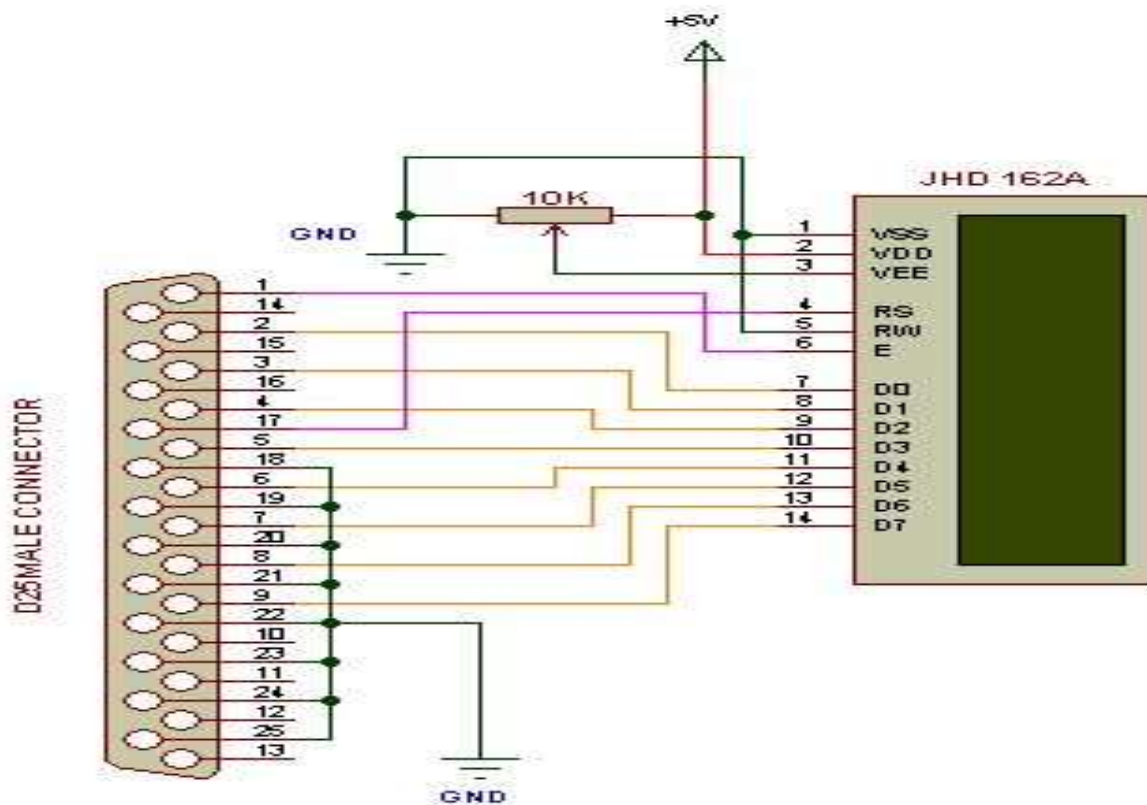 +5V
JHD 162A
10K
GND
1 VSS
2 VDD
3 VEE
4 RS
5 RW
6 E
7 D0
8 D1
9 D2
10 D3
11 D4
12 D5
13 D6
14 D7
D25MALE CONNECTOR
1
14
2
15
3
16
4
17
5
18
6
19
7
20
8
21
9
22
10
23
11
24
12
25
13
GND